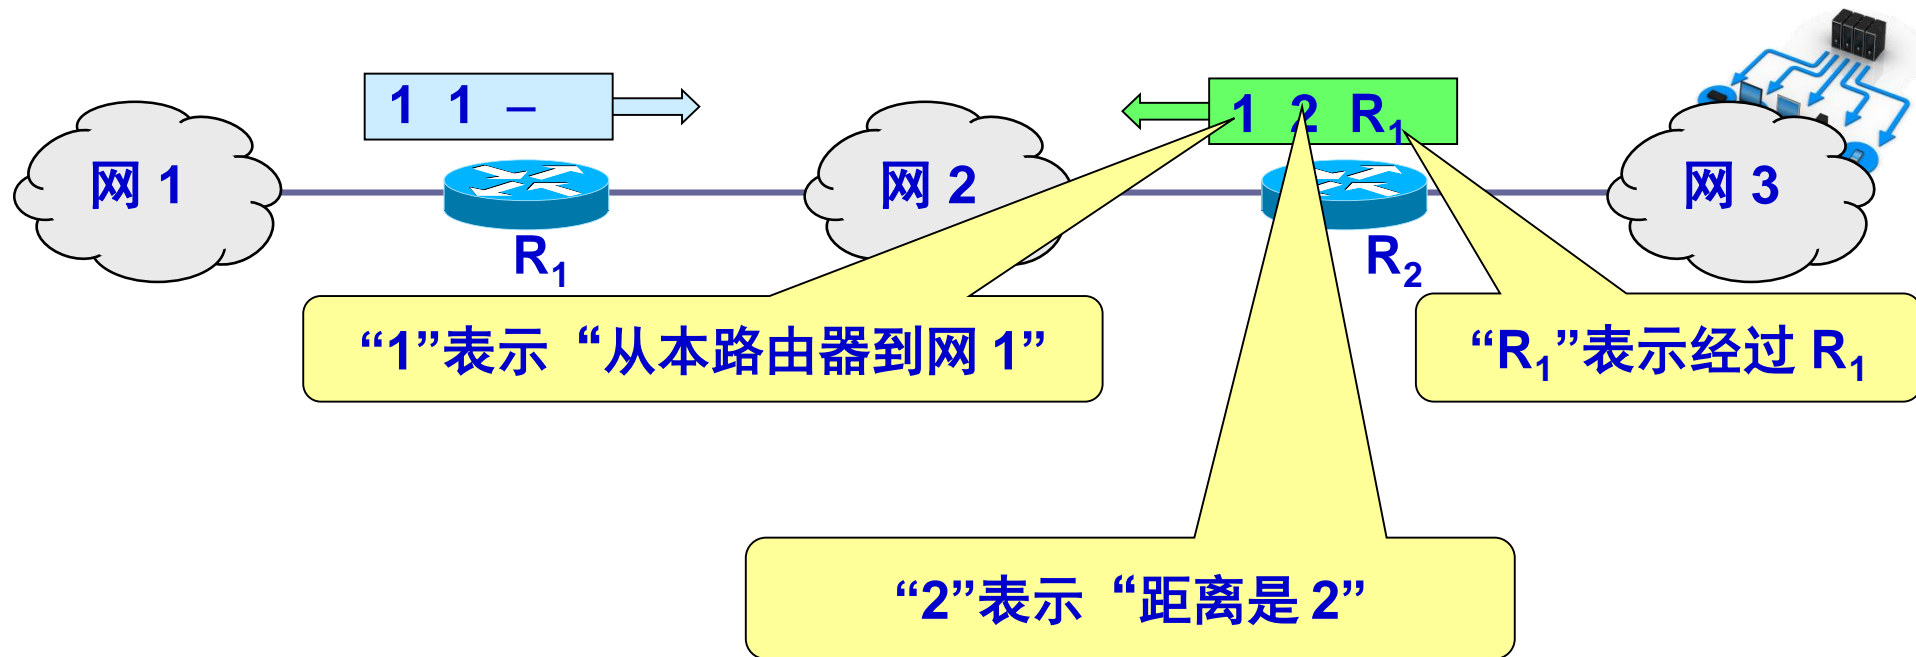 1 1 –
1 2 R₁
网 1
网 2
网 3
R₁
R₂
“1”表示“从本路由器到网 1”
“R₁”表示经过 R₁
“2”表示“距离是 2”